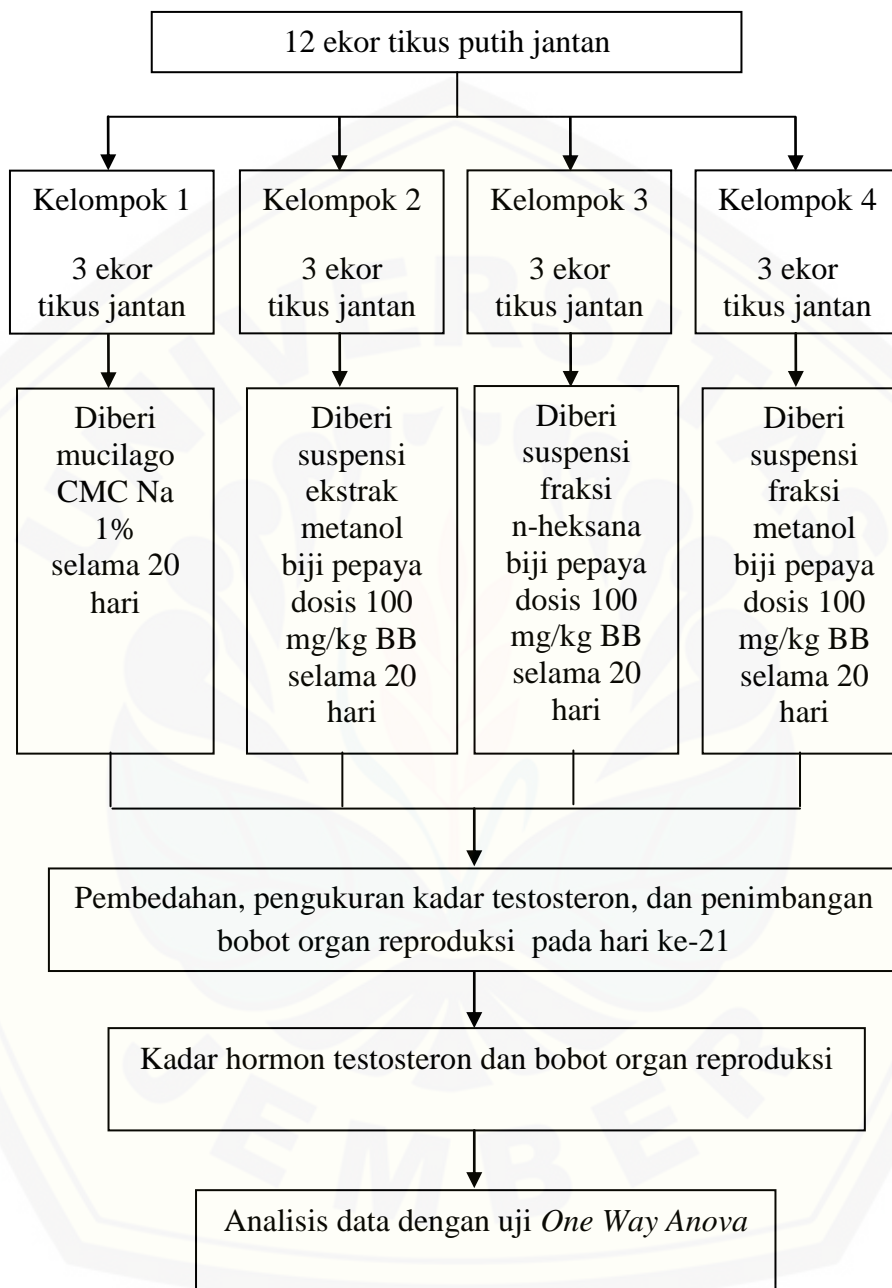 12 ekor tikus putih jantan
Kelompok 1
3 ekor
tikus jantan
Kelompok 2
3 ekor
tikus jantan
Kelompok 3
3 ekor
tikus jantan
Kelompok 4
3 ekor
tikus jantan
Diberi
mucilago
CMC Na
1%
selama 20
hari
Diberi
suspensi
ekstrak
metanol
biji pepaya
dosis 100
mg/kg BB
selama 20
hari
Diberi
suspensi
fraksi
n-heksana
biji pepaya
dosis 100
mg/kg BB
selama 20
hari
Diberi
suspensi
fraksi
metanol
biji pepaya
dosis 100
mg/kg BB
selama 20
hari
Pembedahan, pengukuran kadar testosteron, dan penimbangan
bobot organ reproduksi pada hari ke-21
Kadar hormon testosteron dan bobot organ reproduksi
Analisis data dengan uji One Way Anova
UNIVERSITAS
JEMBER